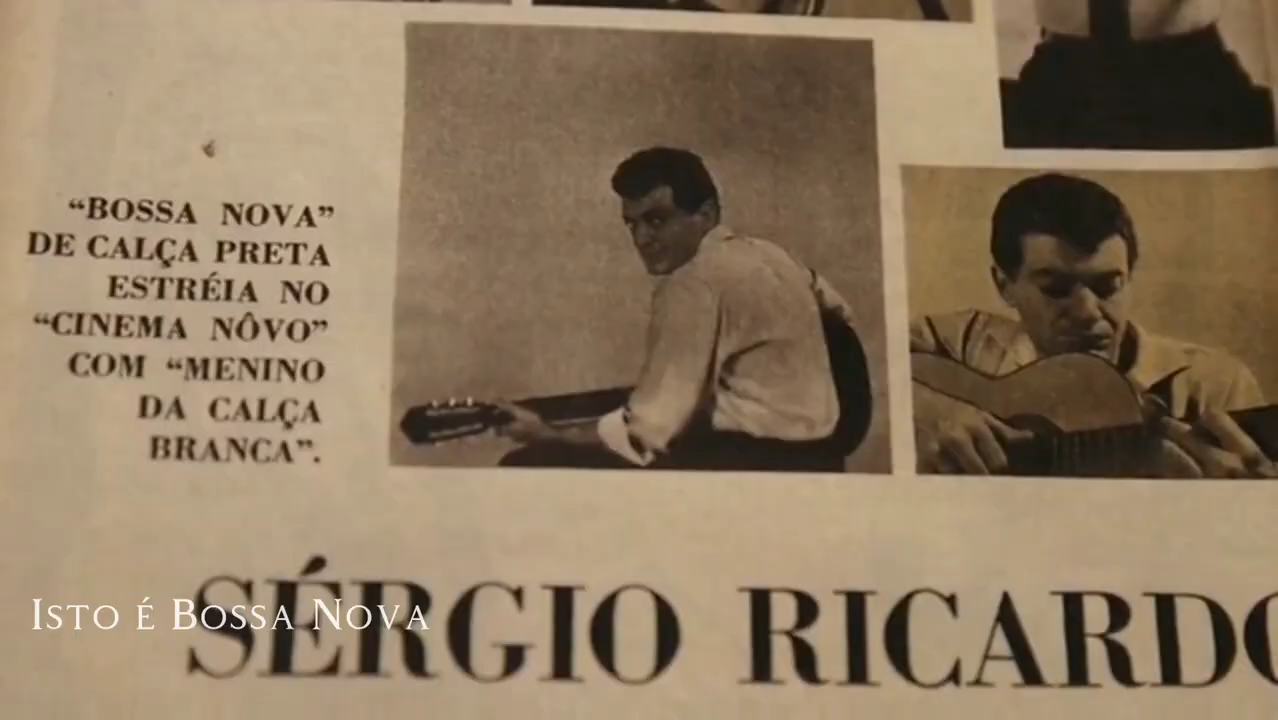 “BOSSA NOVA”
DE CALÇA PRETA
ESTRÉIA NO
“CINEMA NÔVO”
COM “MENINO
DA CALÇA
BRANCA”.
SÉRGIO RICARDO
ISTO É BOSSA NOVA